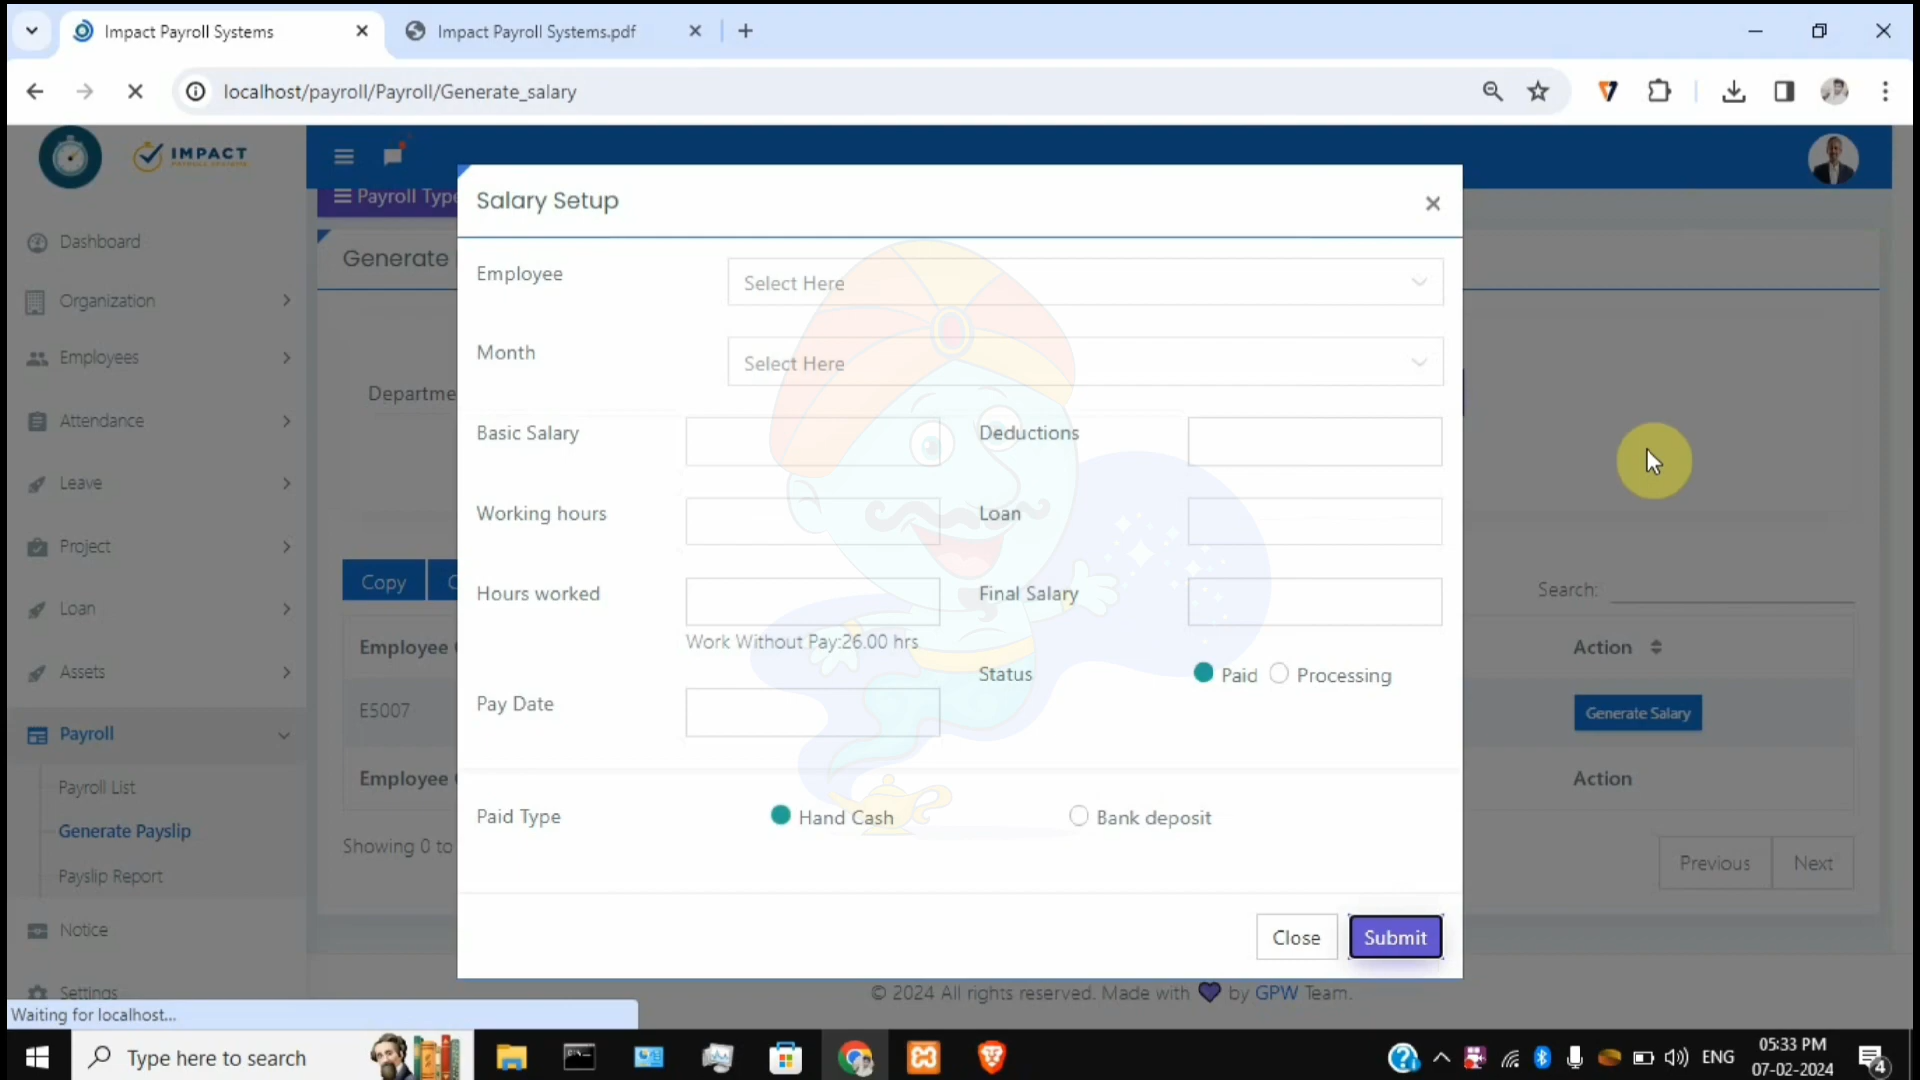 Impact Payroll Systems
Impact Payroll Systems.pdf
localhost/payroll/Payroll/Generate_salary
IMPACT
Payroll Type
Salary Setup
Generate
Employee
Select Here
Month
Select Here
Departme
Basic Salary
Deductions
Working hours
Loan
Hours worked
Final Salary
Work Without Pay:26.00 hrs
Status
Paid
Processing
Pay Date
Paid Type
Hand Cash
Bank deposit
Close
Submit
Dashboard
Organization
Employees
Attendance
Leave
Project
Loan
Assets
Payroll
Payroll List
Generate Payslip
Payslip Report
Notice
Settings
Copy
Search:
Employee
Action
E5007
Generate Salary
Employee
Action
Showing 0 to
Previous
Next
© 2024 All rights reserved. Made with by GPW Team.
Waiting for localhost...
Type here to search
ENG
05:33 PM
07-02-2024
4